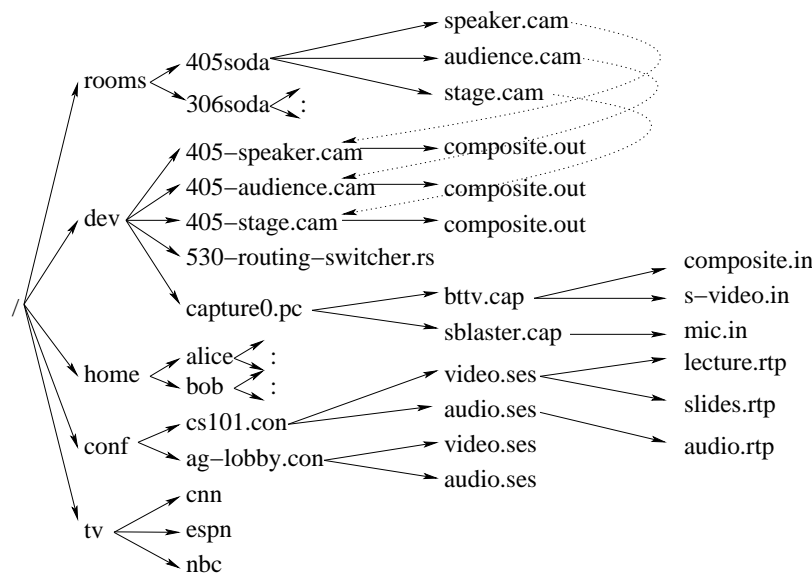 speaker.cam
405soda
audience.cam
rooms
stage.cam
306soda
:
405-speaker.cam
composite.out
405-audience.cam
composite.out
dev
405-stage.cam
composite.out
530-routing-switcher.rs
composite.in
/
capture0.pc
bttv.cap
s-video.in
sblaster.cap
mic.in
alice
:
lecture.rtp
home
bob
:
video.ses
slides.rtp
cs101.con
audio.ses
conf
video.ses
audio.rtp
ag-lobby.con
audio.ses
cnn
tv
espn
nbc